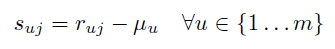 s_{uj} = r_{uj} − μ_u ∀u ∈ {1 … m}